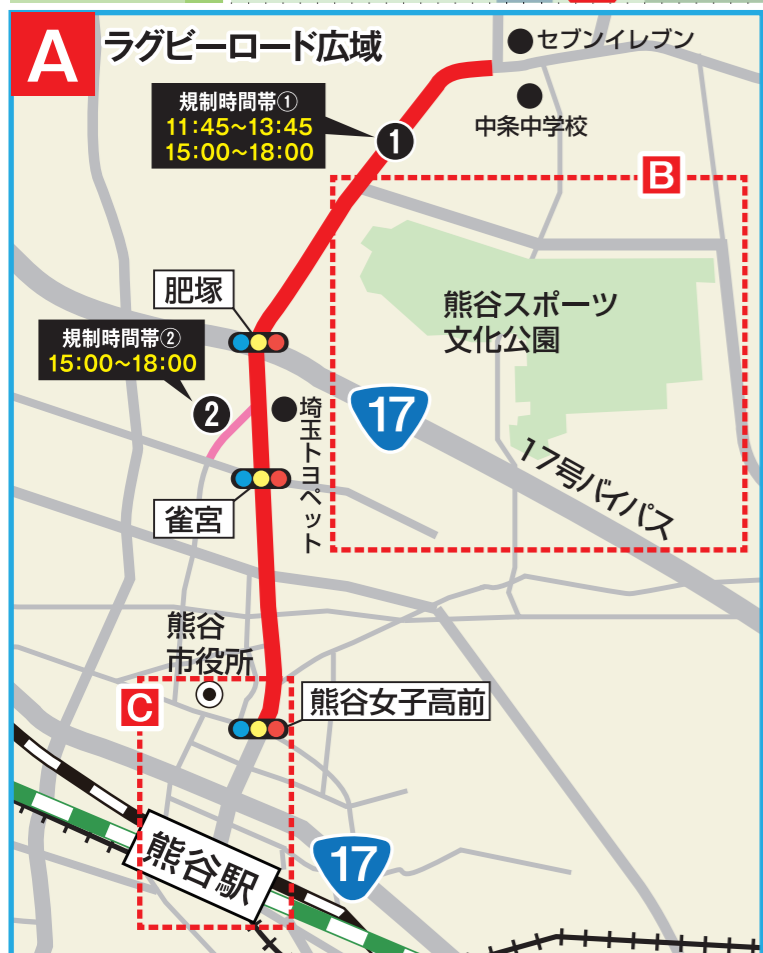 A
ラグビーロード広域
セブンイレブン
中条中学校
規制時間帯①
11:45～13:45
15:00～18:00
1
B
熊谷スポーツ
文化公園
肥塚
規制時間帯②
15:00～18:00
2
埼玉トヨペット
17
17号バイパス
雀宮
熊谷
市役所
C
熊谷女子高前
熊谷駅
17